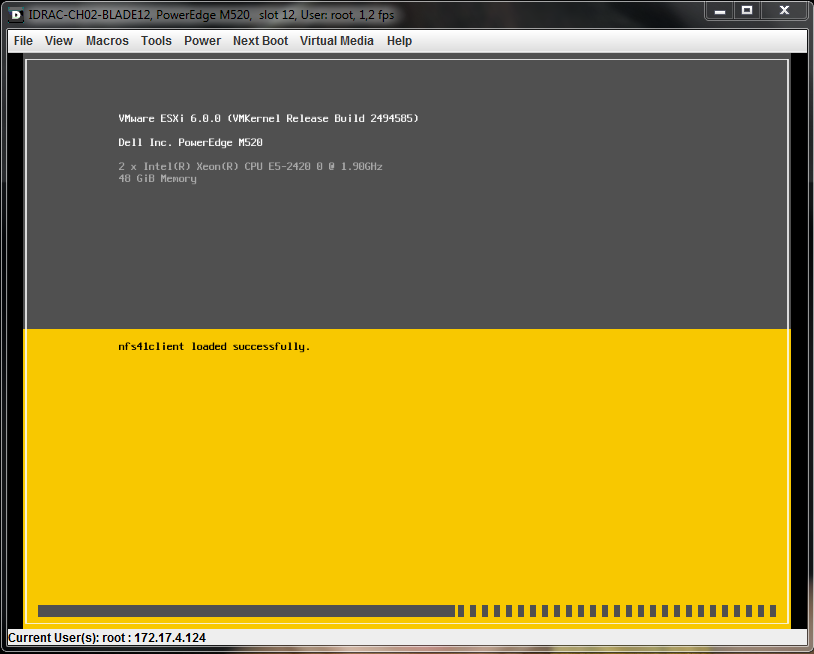 IDRAC-CH02-BLADE12, PowerEdge M520, slot 12, User: root, 1,2 fps
File View Macros Tools Power Next Boot Virtual Media Help
VMware ESXi 6.0.0 (VMKernel Release Build 2494585)
Dell Inc. PowerEdge M520
2 x Intel(R) Xeon(R) CPU E5-2420 0 @ 1.90GHz
48 GiB Memory
nfs41client loaded successfully.
Current User(s): root : 172.17.4.124